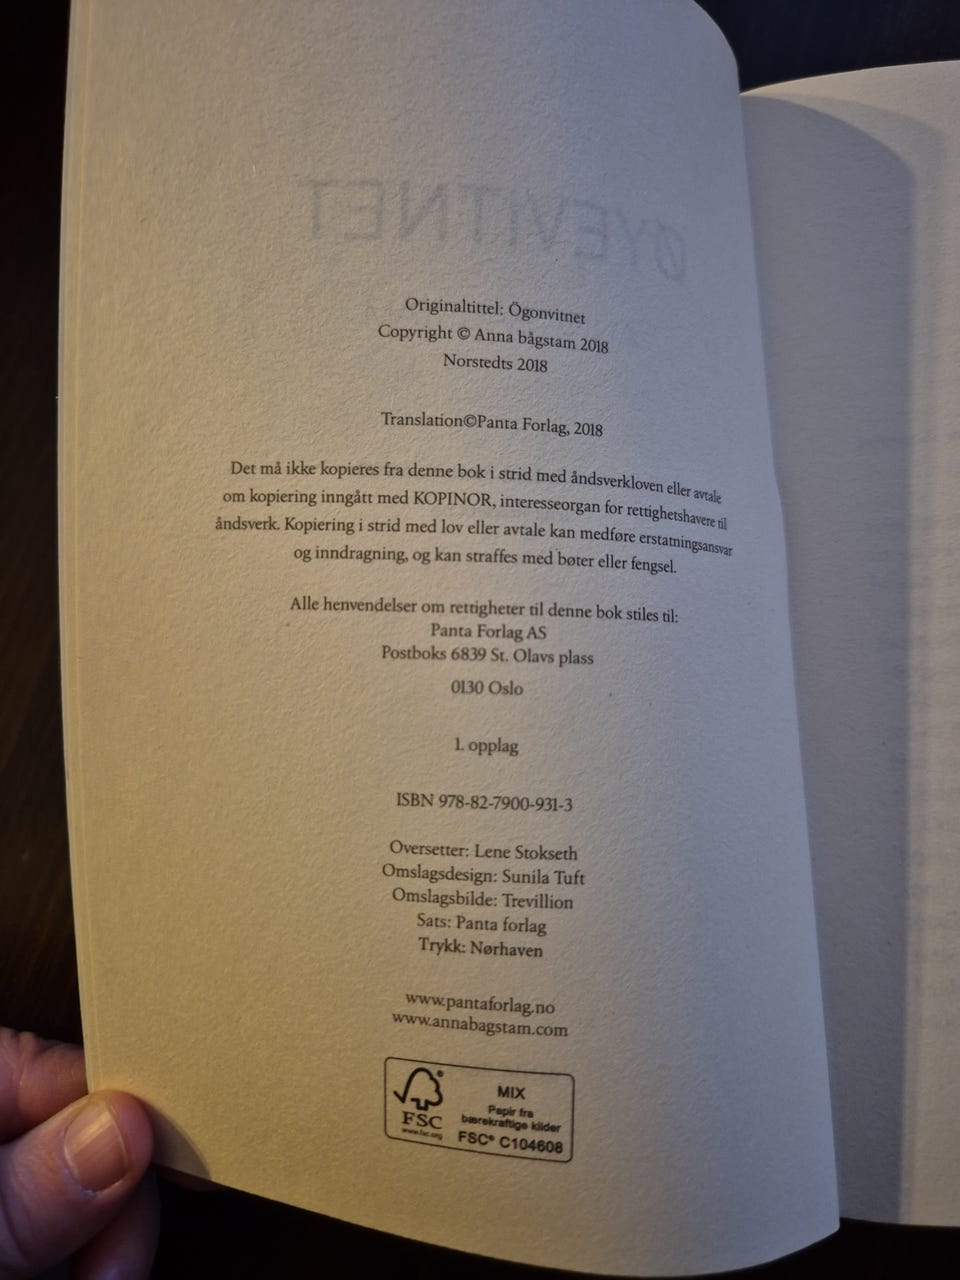 ØYEVITNET
Originaltittel: Ögonvitnet
Copyright © Anna bågstam 2018
Norstedts 2018
Translation©Panta Forlag, 2018
Det må ikke kopieres fra denne bok i strid med åndsverkloven eller avtale
om kopiering inngått med KOPINOR, interesseorgan for rettighetshavere til
åndsverk. Kopiering i strid med lov eller avtale kan medføre erstatningsansvar
og inndragning, og kan straffes med bøter eller fengsel.
Alle henvendelser om rettigheter til denne bok stiles til:
Panta Forlag AS
Postboks 6839 St. Olavs plass
0130 Oslo
1. opplag
ISBN 978-82-7900-931-3
Oversetter: Lene Stokseth
Omslagsdesign: Sunila Tuft
Omslagsbilde: Trevillion
Sats: Panta forlag
Trykk: Nørhaven
www.pantaforlag.no
www.annabagstam.com
FSC
www.fsc.org
MIX
Papir fra
bærekraftige kilder
FSC® C104608